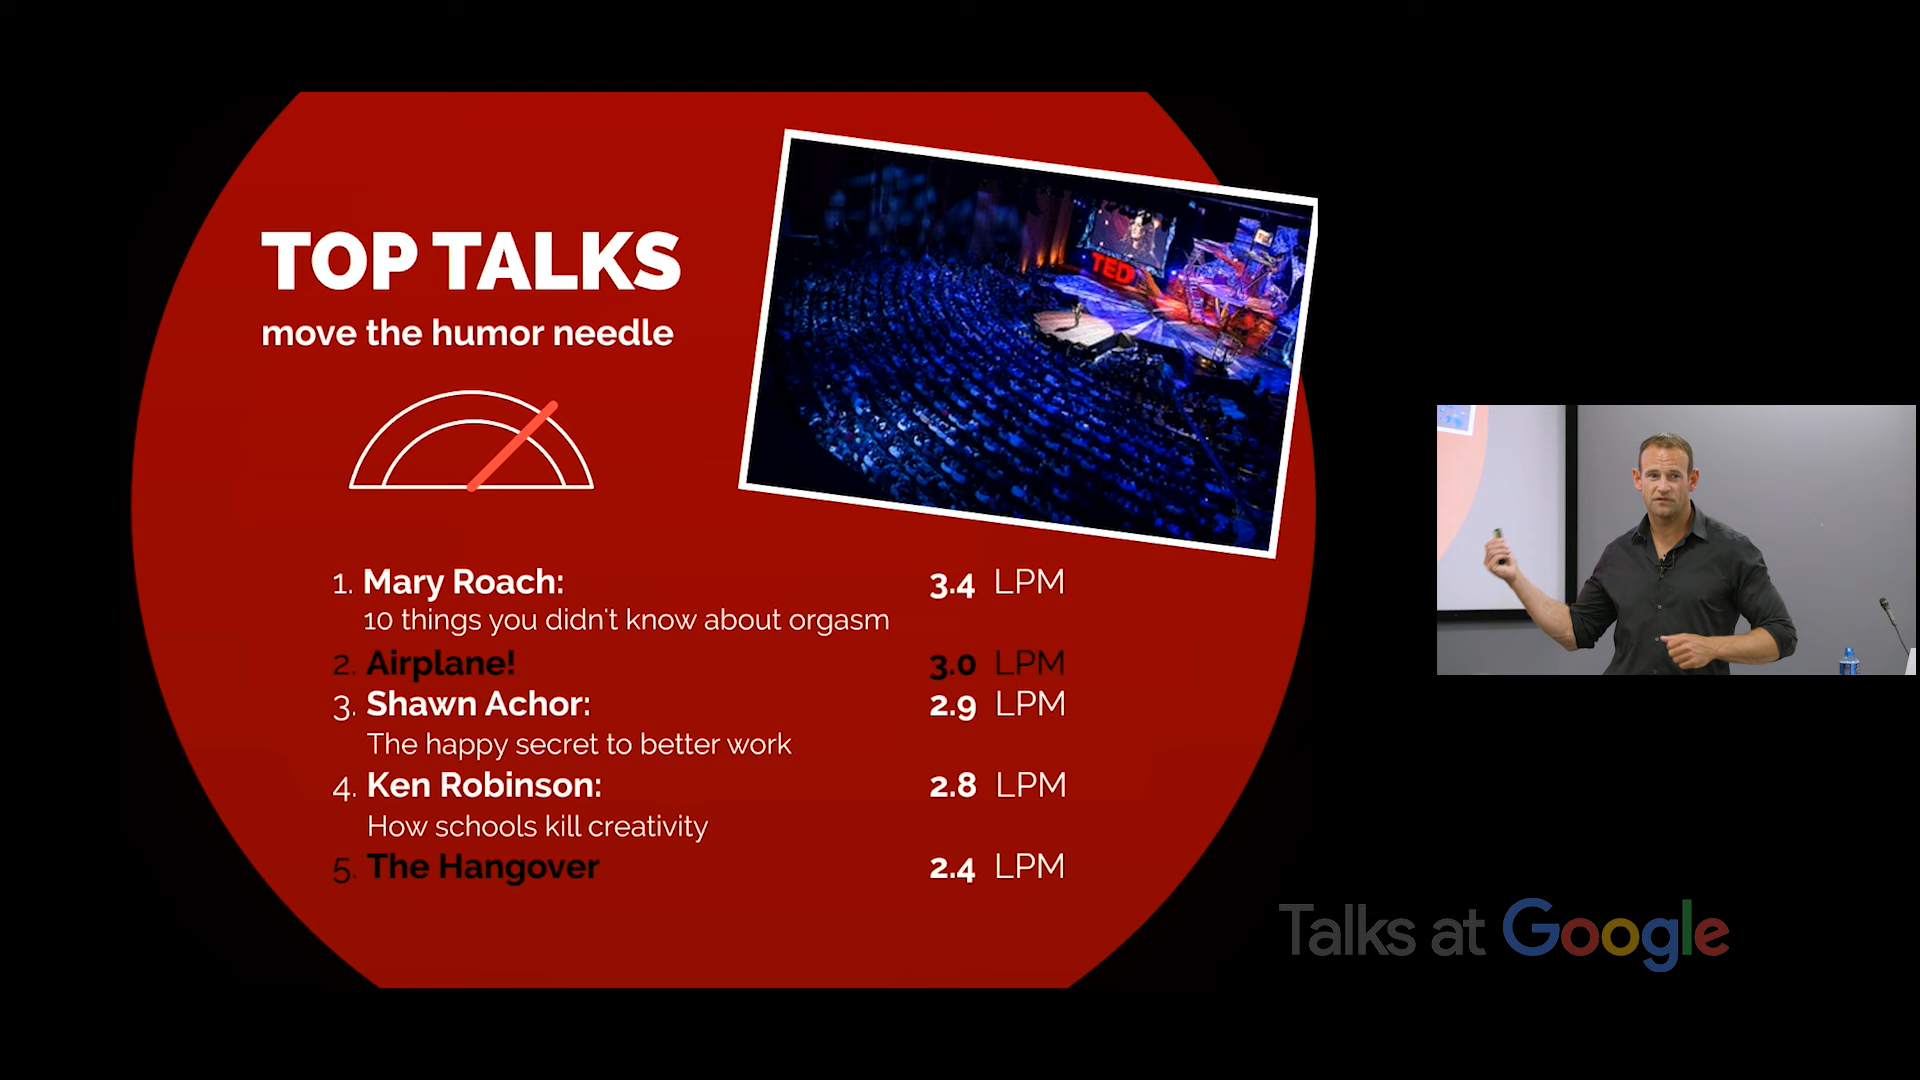 TOP TALKS
move the humor needle
TED
1. Mary Roach: 3.4 LPM
10 things you didn't know about orgasm
2. Airplane! 3.0 LPM
3. Shawn Achor: 2.9 LPM
The happy secret to better work
4. Ken Robinson: 2.8 LPM
How schools kill creativity
5. The Hangover 2.4 LPM
Talks at Google